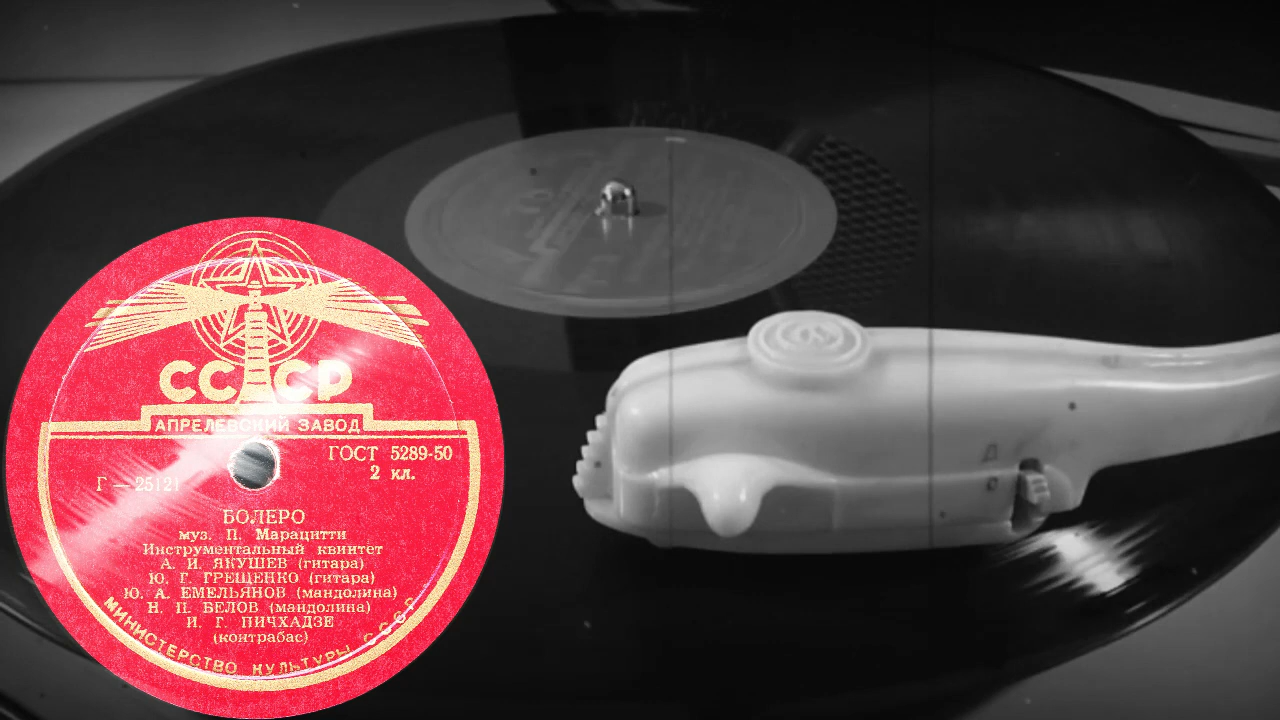 СССР
АПРЕЛЕВСКИЙ ЗАВОД
ГОСТ 5289-50
2 кл.
Г — 25121
БОЛЕРО
муз. П. Марацитти
Инструментальный квинтет
А. И. ЯКУШЕВ (гитара)
Ю. Г. ГРЕЩЕНКО (гитара)
Ю. А. ЕМЕЛЬЯНОВ (мандолина)
Н. П. БЕЛОВ (мандолина)
И. Г. ПИЧХАДЗЕ
(контрабас)
МИНИСТЕРСТВО КУЛЬТУРЫ СССР